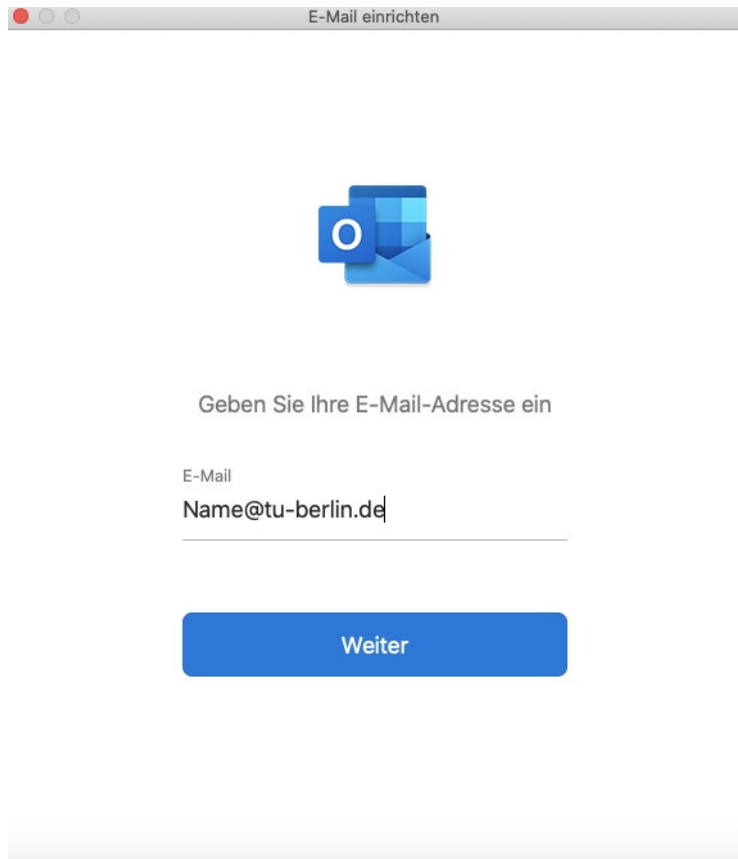 E-Mail einrichten
O
Geben Sie Ihre E-Mail-Adresse ein
E-Mail
Name@tu-berlin.de
Weiter